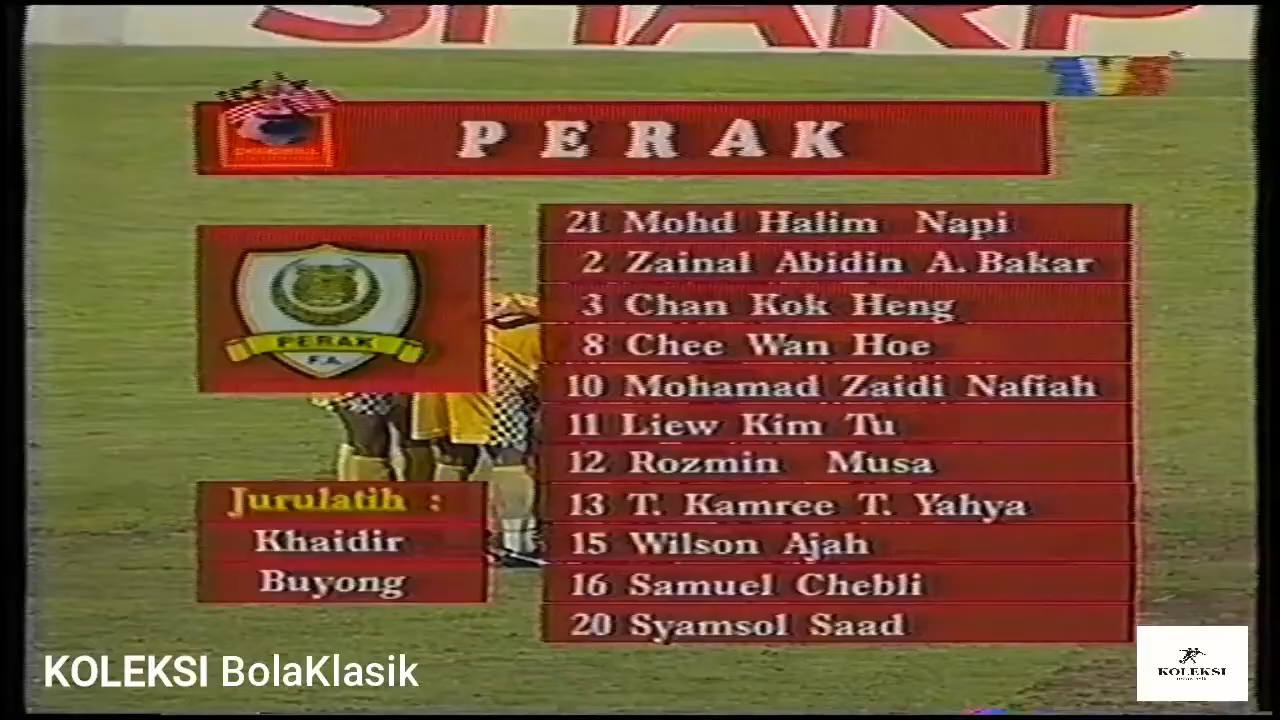 SHARP
PERAK
21 Mohd Halim Napi
2 Zainal Abidin A. Bakar
3 Chan Kok Heng
8 Chee Wan Hoe
10 Mohamad Zaidi Nafiah
11 Liew Kim Tu
12 Rozmin Musa
13 T. Kamree T. Yahya
15 Wilson Ajah
16 Samuel Chebli
20 Syamsol Saad
PERAK
F.A.
Jurulatih :
Khaidir
Buyong
KOLEKSI BolaKlasik
KOLEKSI